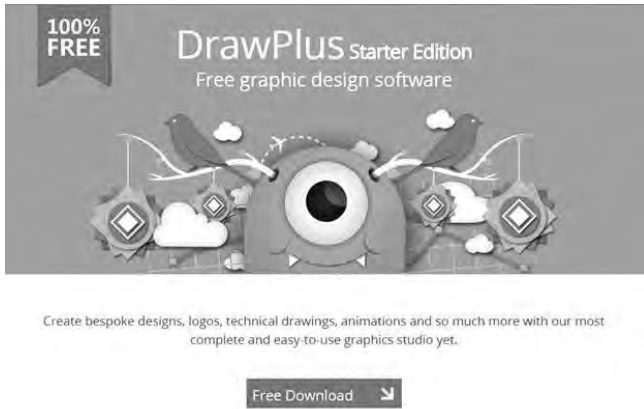 100%
FREE
DrawPlus Starter Edition
Free graphic design software
Create bespoke designs, logos, technical drawings, animations and so much more with our most
complete and easy-to-use graphics studio yet.
Free Download